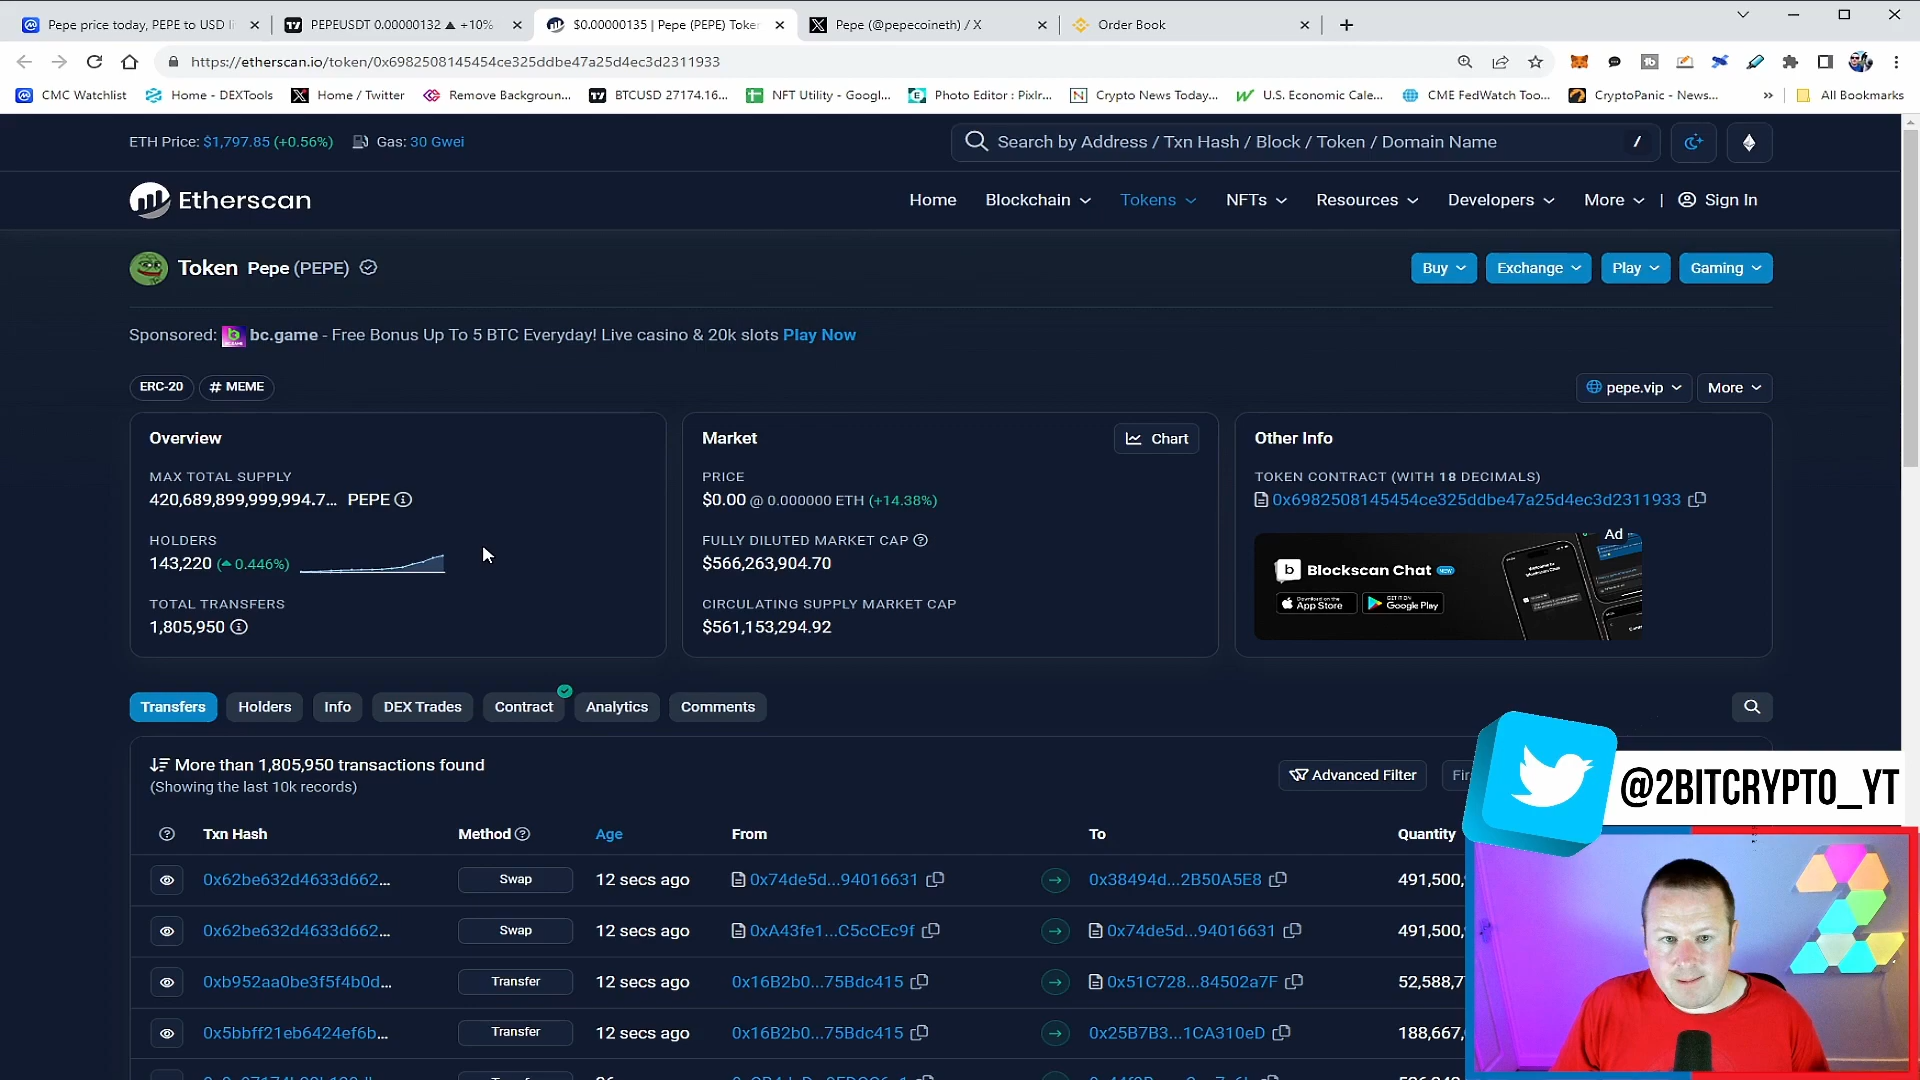 Pepe price today, PEPE to USD li
PEPEUSDT 0.00000132 ▲ +10%
$0.00000135 | Pepe (PEPE) Token
Pepe (@pepecoineth) / X
Order Book
https://etherscan.io/token/0x6982508145454ce325ddbe47a25d4ec3d2311933
CMC Watchlist
Home - DEXTools
Home / Twitter
Remove Backgroun...
BTCUSD 27174.16...
NFT Utility - Googl...
Photo Editor : Pixlr...
Crypto News Today...
U.S. Economic Cale...
CME FedWatch Too...
CryptoPanic - News...
»
All Bookmarks
ETH Price: $1,797.85 (+0.56%) Gas: 30 Gwei
Search by Address / Txn Hash / Block / Token / Domain Name /
Etherscan
Home Blockchain Tokens NFTs Resources Developers More | Sign In
Token Pepe (PEPE)
Buy Exchange Play Gaming
Sponsored: bc.game - Free Bonus Up To 5 BTC Everyday! Live casino & 20k slots Play Now
ERC-20 # MEME
pepe.vip More
Overview
MAX TOTAL SUPPLY
420,689,899,999,994.7... PEPE
HOLDERS
143,220 (0.446%)
TOTAL TRANSFERS
1,805,950
Market
Chart
PRICE
$0.00 @ 0.000000 ETH (+14.38%)
FULLY DILUTED MARKET CAP
$566,263,904.70
CIRCULATING SUPPLY MARKET CAP
$561,153,294.92
Other Info
TOKEN CONTRACT (WITH 18 DECIMALS)
0x6982508145454ce325ddbe47a25d4ec3d2311933
Ad
Blockscan Chat
App Store
Google Play
Transfers Holders Info DEX Trades Contract Analytics Comments
More than 1,805,950 transactions found
(Showing the last 10k records)
Advanced Filter
Fir
@2BITCRYPTO_YT
Txn Hash Method Age From To Quantity
0x62be632d4633d662... Swap 12 secs ago 0x74de5d...94016631 0x38494d...2B50A5E8 491,500,
0x62be632d4633d662... Swap 12 secs ago 0xA43fe1...C5cCEc9f 0x74de5d...94016631 491,500,
0xb952aa0be3f5f4b0d... Transfer 12 secs ago 0x16B2b0...75Bdc415 0x51C728...84502a7F 52,588,7
0x5bbff21eb6424ef6b... Transfer 12 secs ago 0x16B2b0...75Bdc415 0x25B7B3...1CA310eD 188,667,